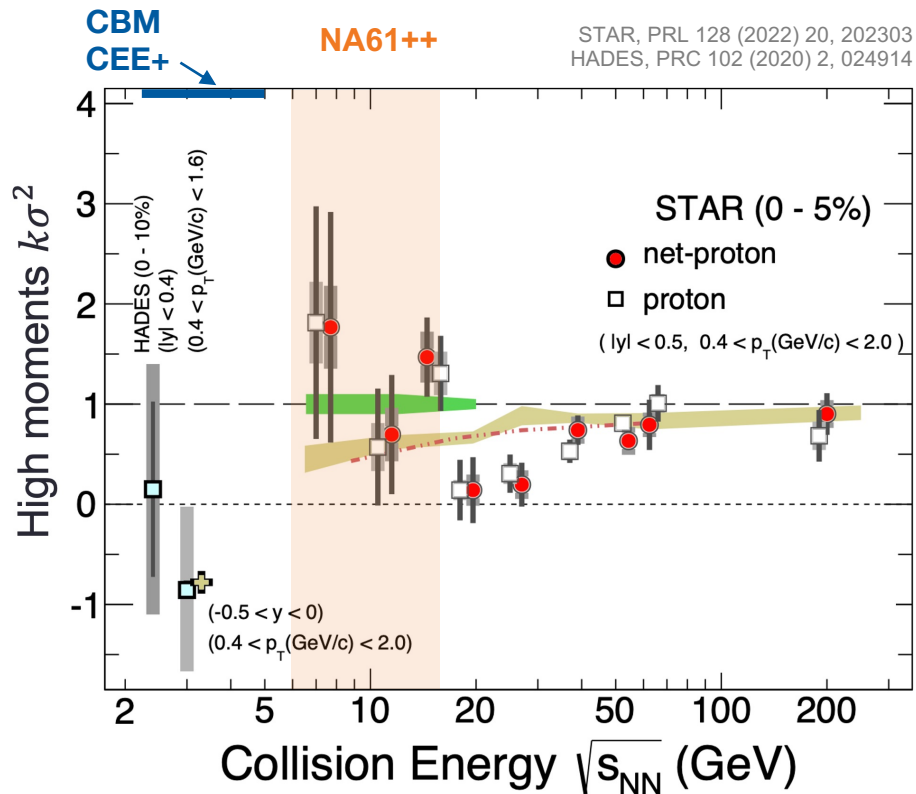 CBM
CEE+
NA61++
STAR, PRL 128 (2022) 20, 202303
HADES, PRC 102 (2020) 2, 024914
High moments kσ²
4
3
2
1
0
-1
HADES (0 - 10%)
(|y| < 0.4)
(0.4 < p_T(GeV/c) < 1.6)
STAR (0 - 5%)
net-proton
proton
( |y| < 0.5, 0.4 < p_T(GeV/c) < 2.0 )
(-0.5 < y < 0)
(0.4 < p_T(GeV/c) < 2.0)
2 5 10 20 50 100 200
Collision Energy √s_NN (GeV)